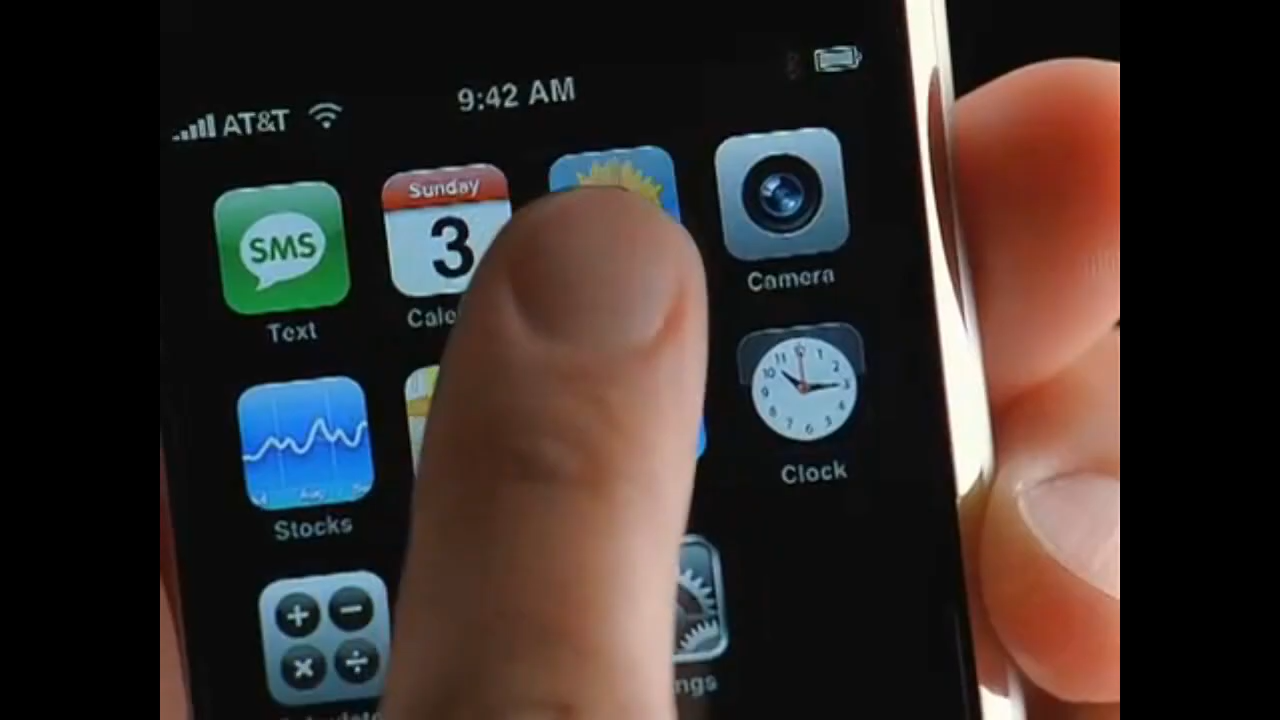 AT&T 9:42 AM
Sunday
3
SMS
Text
Camera
Clock
Stocks